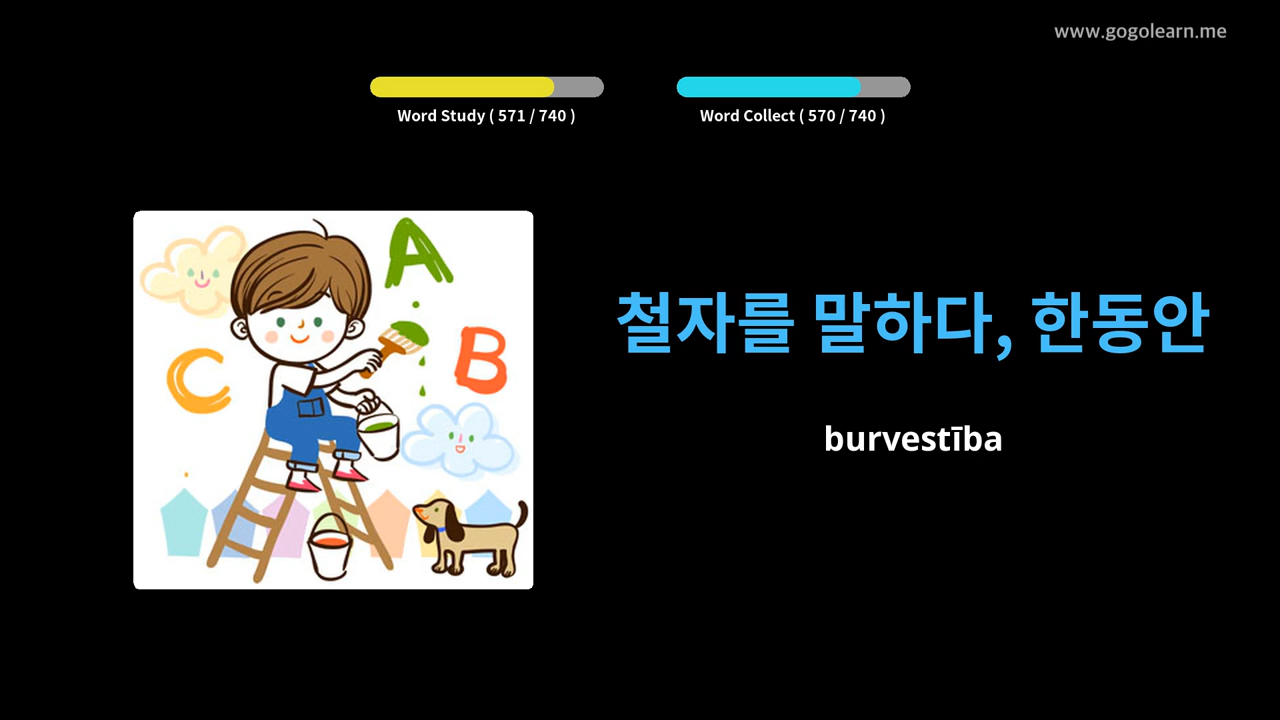 www.gogolearn.me
Word Study ( 571 / 740 )
Word Collect ( 570 / 740 )
A
B
C
철자를 말하다, 한동안
burvestība